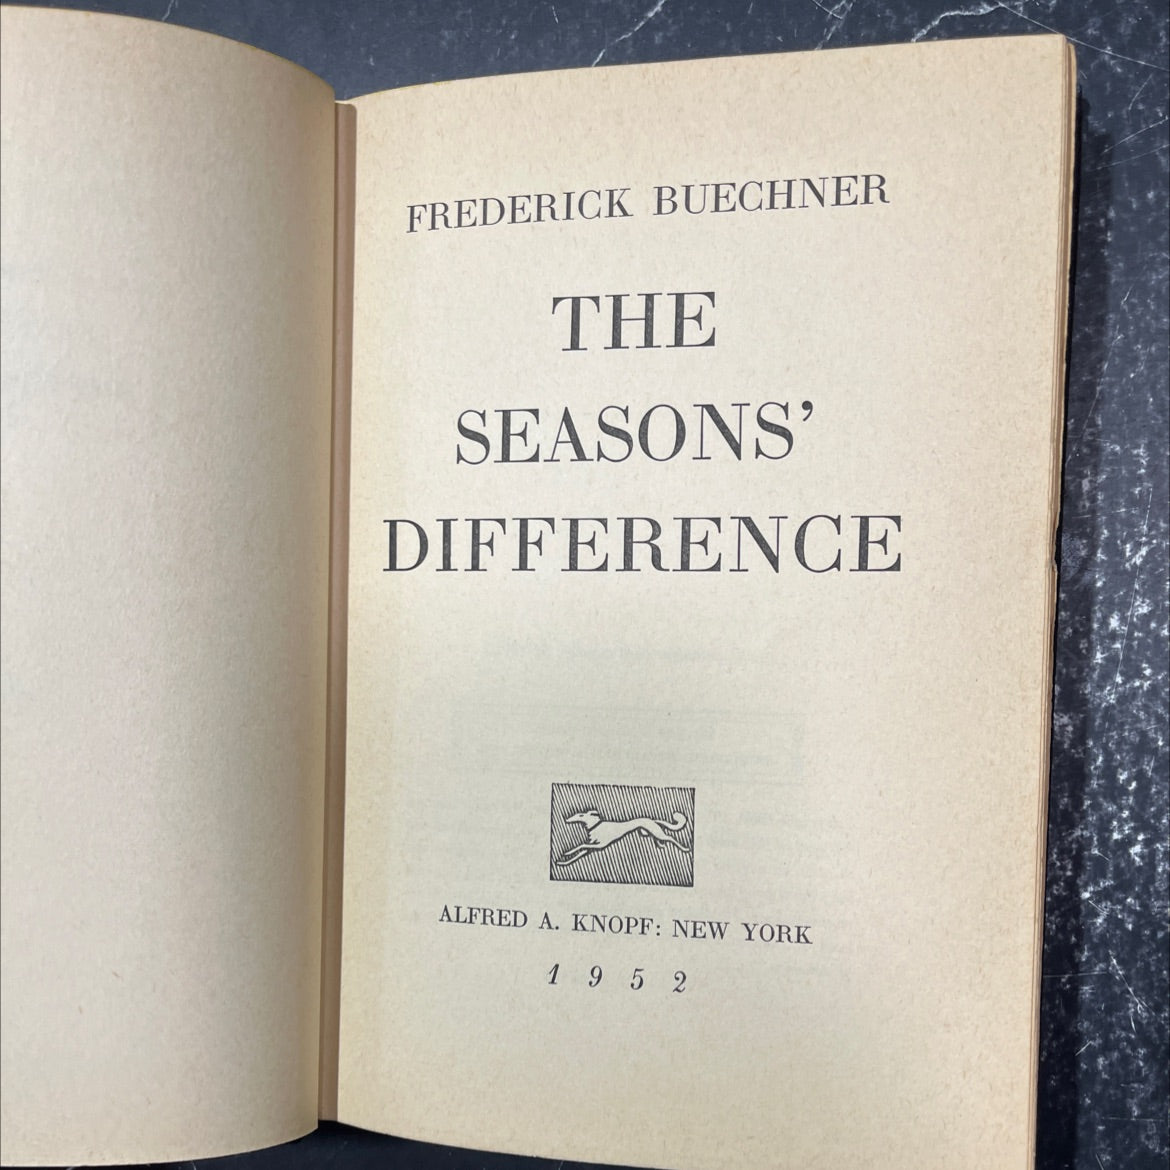 FREDERICK BUECHNER
THE
SEASONS’
DIFFERENCE
ALFRED A. KNOPF: NEW YORK
1 9 5 2